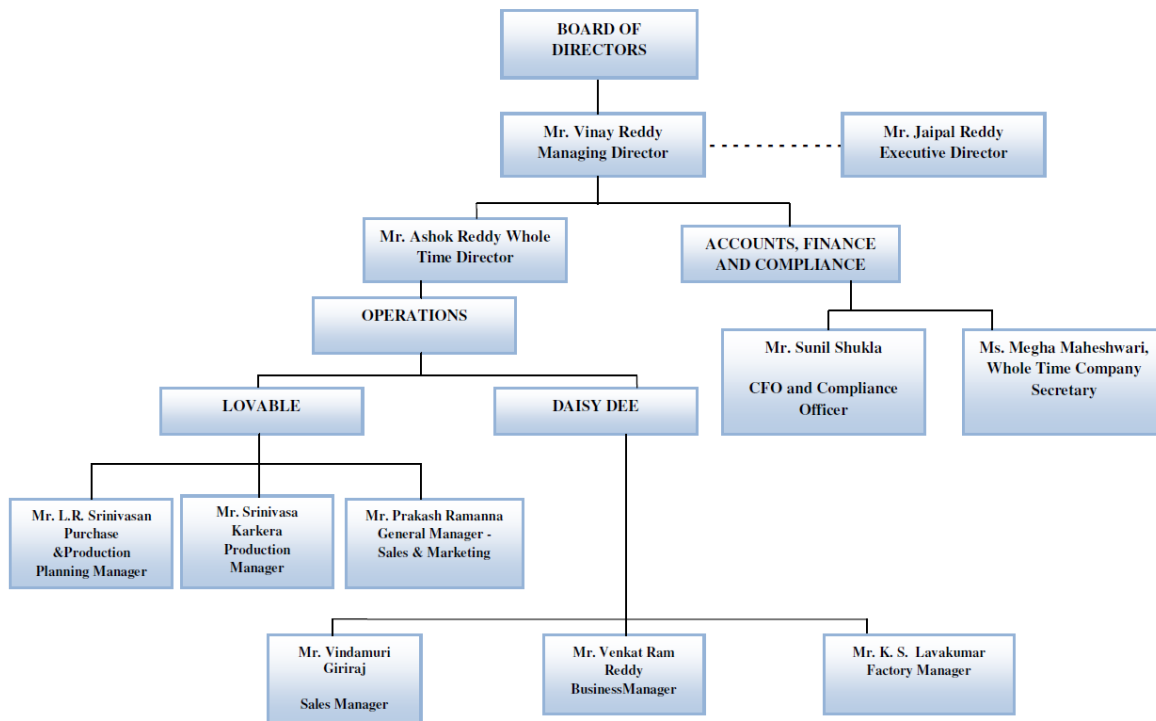 BOARD OF
DIRECTORS
Mr. Vinay Reddy
Managing Director
Mr. Jaipal Reddy
Executive Director
Mr. Ashok Reddy Whole
Time Director
ACCOUNTS, FINANCE
AND COMPLIANCE
OPERATIONS
Mr. Sunil Shukla
CFO and Compliance
Officer
Ms. Megha Maheshwari,
Whole Time Company
Secretary
LOVABLE
DAISY DEE
Mr. L.R. Srinivasan
Purchase
&Production
Planning Manager
Mr. Srinivasa
Karkera
Production
Manager
Mr. Prakash Ramanna
General Manager -
Sales & Marketing
Mr. Vindamuri
Giriraj
Sales Manager
Mr. Venkat Ram
Reddy
BusinessManager
Mr. K. S. Lavakumar
Factory Manager